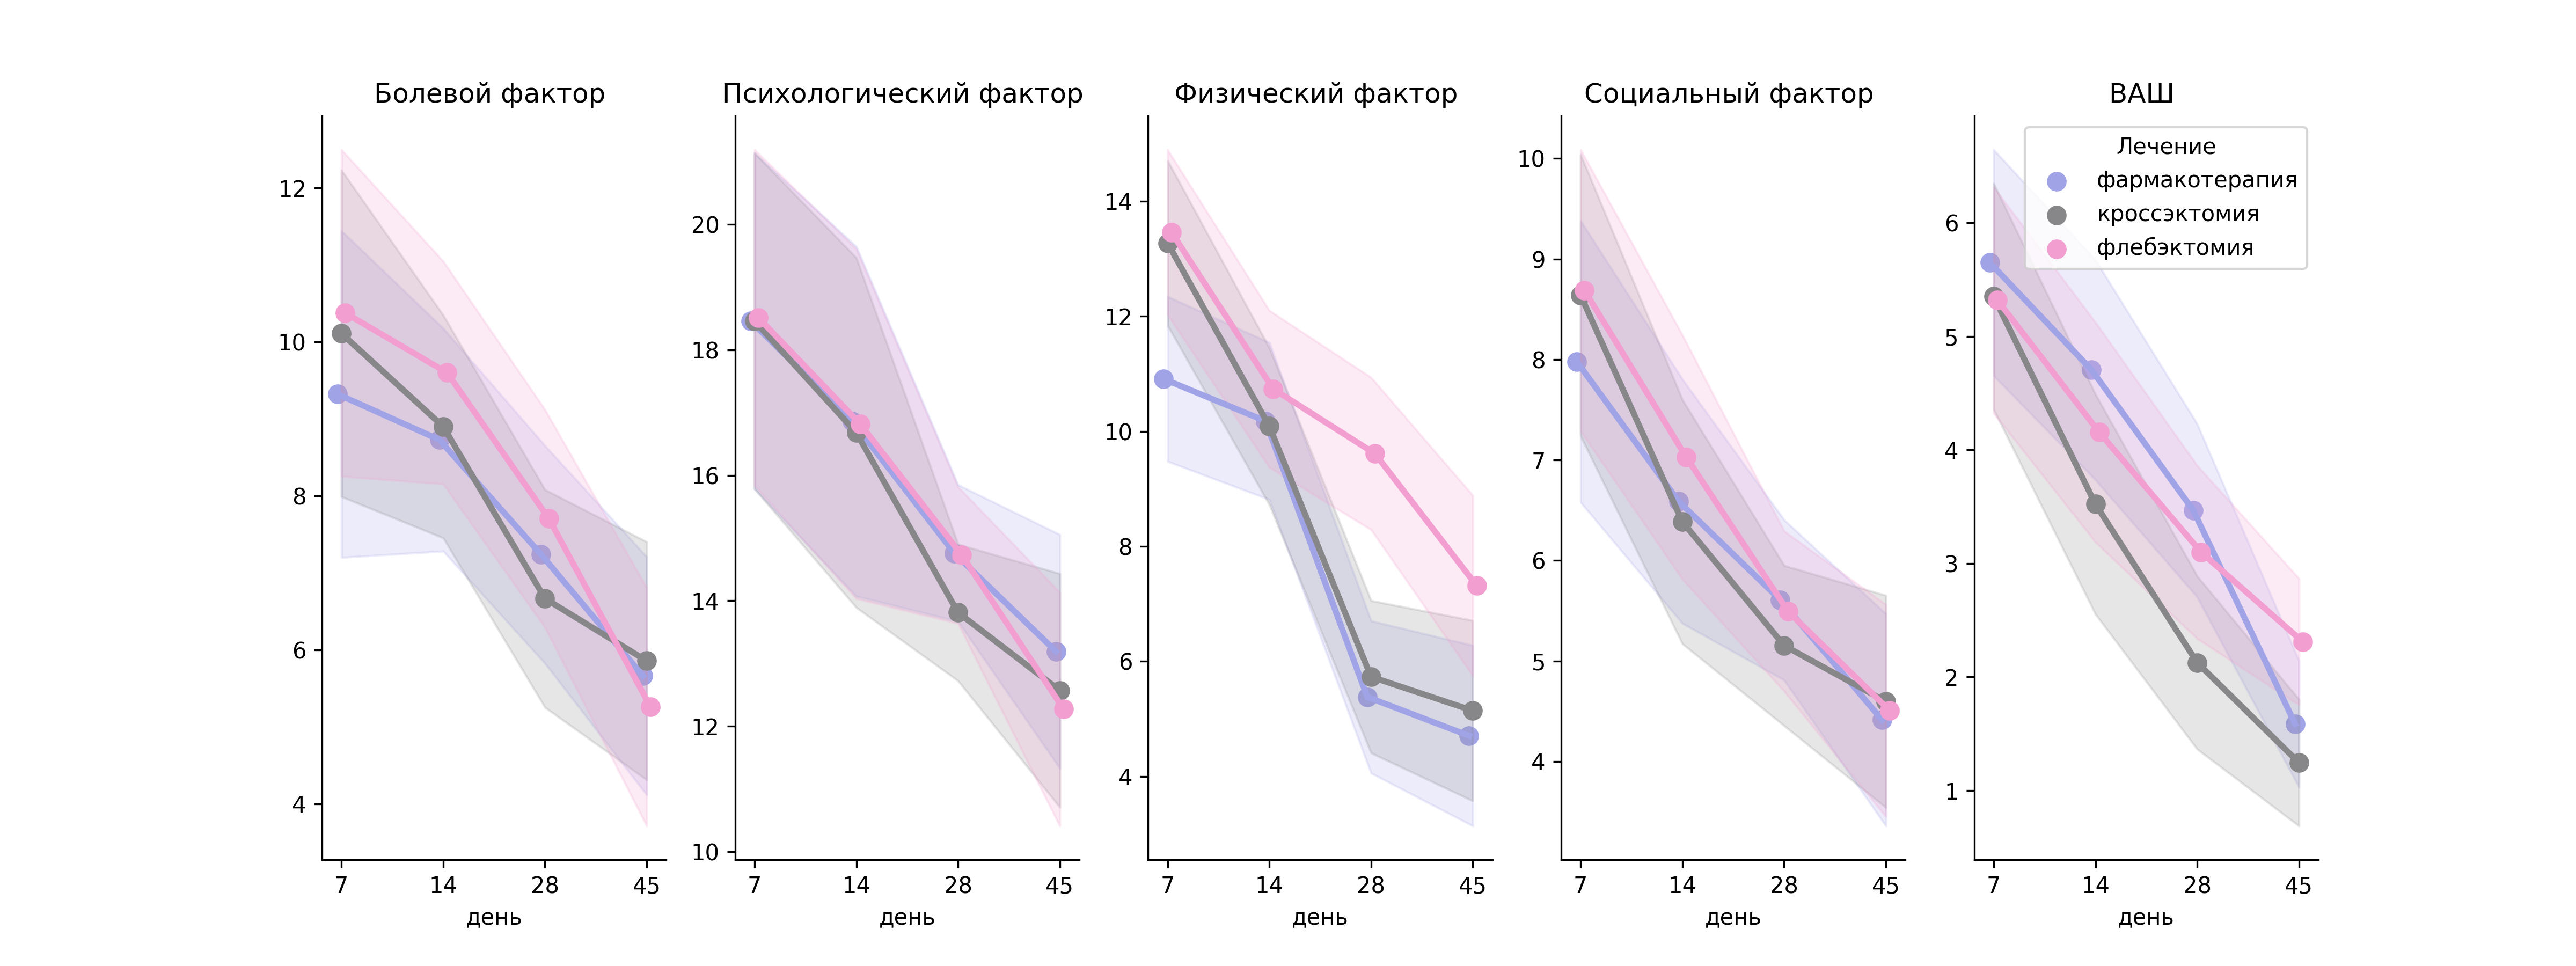 Болевой фактор
12
10
8
6
4
7 14 28 45
день
Психологический фактор
20
18
16
14
12
10
7 14 28 45
день
Физический фактор
14
12
10
8
6
4
7 14 28 45
день
Социальный фактор
10
9
8
7
6
5
4
7 14 28 45
день
ВАШ
Лечение
фармакотерапия
кроссэктомия
флебэктомия
6
5
4
3
2
1
7 14 28 45
день